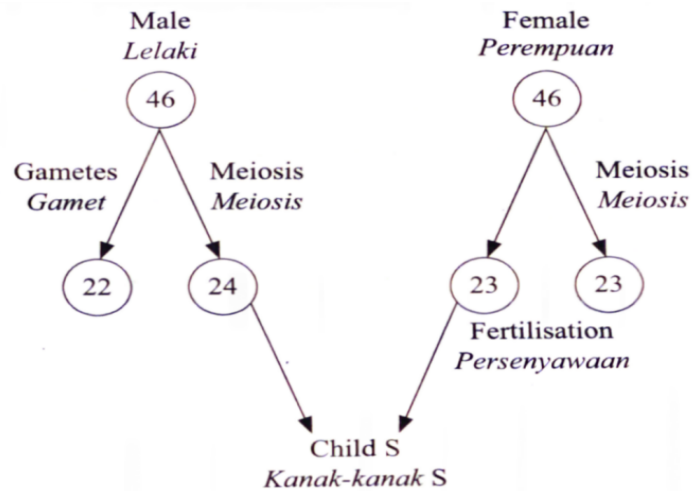 Male
Lelaki
46
Female
Perempuan
46
Gametes
Gamet
Meiosis
Meiosis
Meiosis
Meiosis
22
24
23
23
Fertilisation
Persenyawaan
Child S
Kanak-kanak S